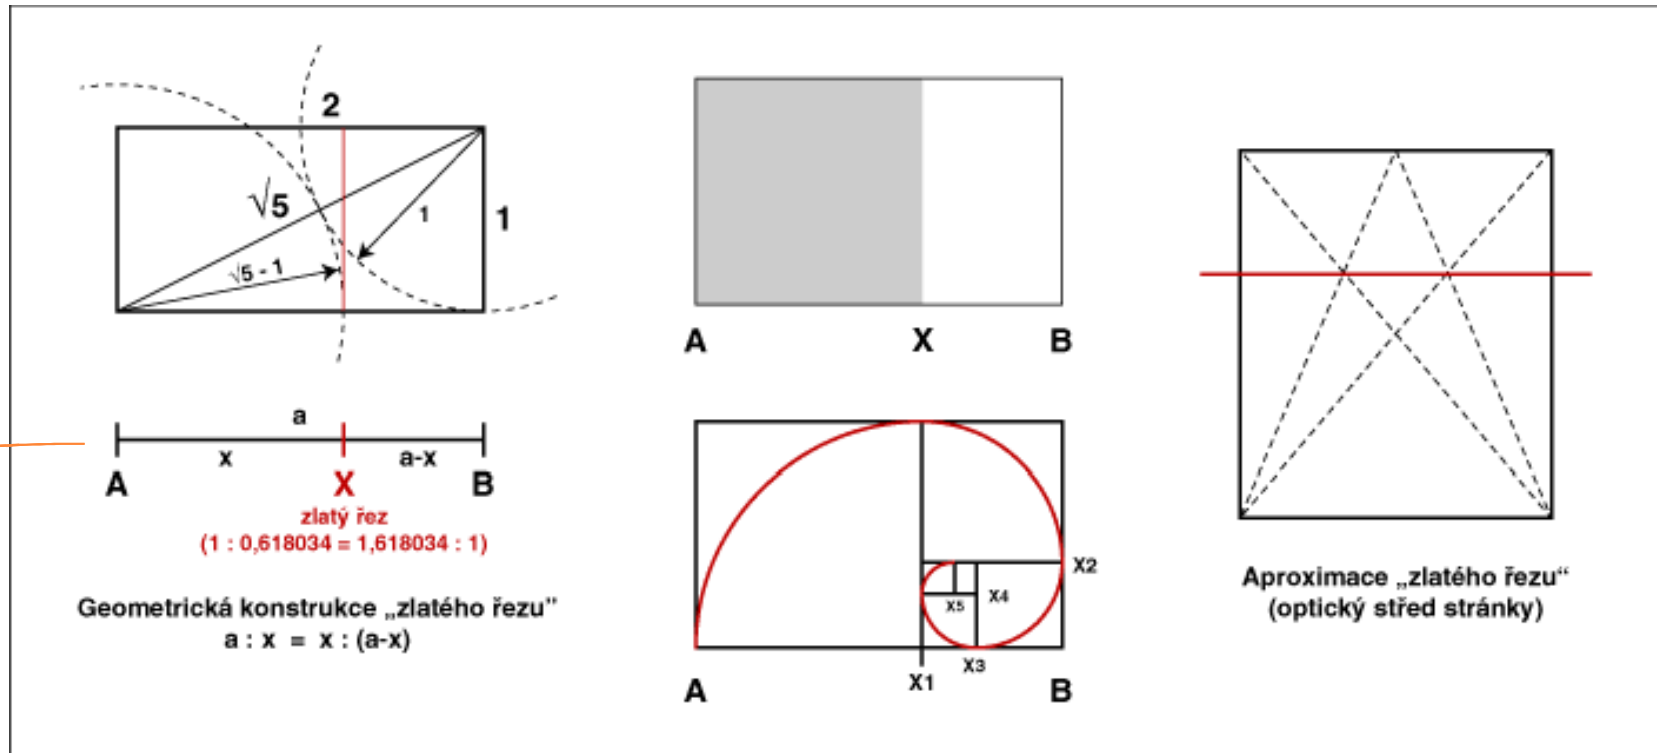 2
√5
1
1
√5 - 1
a
x
a-x
A
X
B
zlatý řez
(1 : 0,618034 = 1,618034 : 1)
Geometrická konstrukce „zlatého řezu”
a : x = x : (a-x)
A
X
B
X2
X4
X5
X3
X1
A
B
Aproximace „zlatého řezu“
(optický střed stránky)